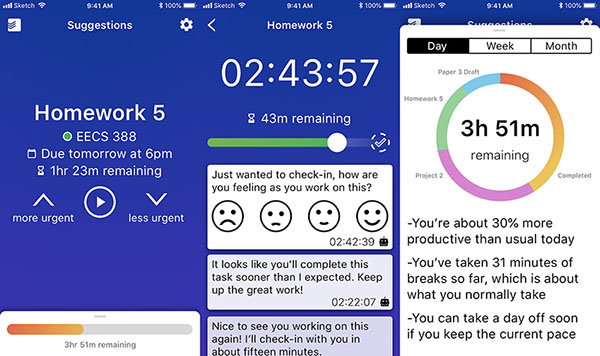 Sketch
9:41 AM
100%
Suggestions
Homework 5
EECS 388
Due tomorrow at 6pm
1hr 23m remaining
more urgent
less urgent
3hr 51m remaining
Sketch
9:41 AM
100%
Homework 5
02:43:57
43m remaining
Just wanted to check-in, how are
you feeling as you work on this?
02:42:39
It looks like you'll complete this
task sooner than I expected. Keep
up the great work!
02:22:07
Nice to see you working on this
again! I'll check-in with you in
about fifteen minutes.
Sketch
9:41 AM
100%
Suggestions
Day
Week
Month
Paper 3 Draft
Homework 5
3h 51m
remaining
Project 2
Completed
-You're about 30% more
productive than usual today
-You've taken 31 minutes of
breaks so far, which is about
what you normally take
-You can take a day off soon
if you keep the current pace